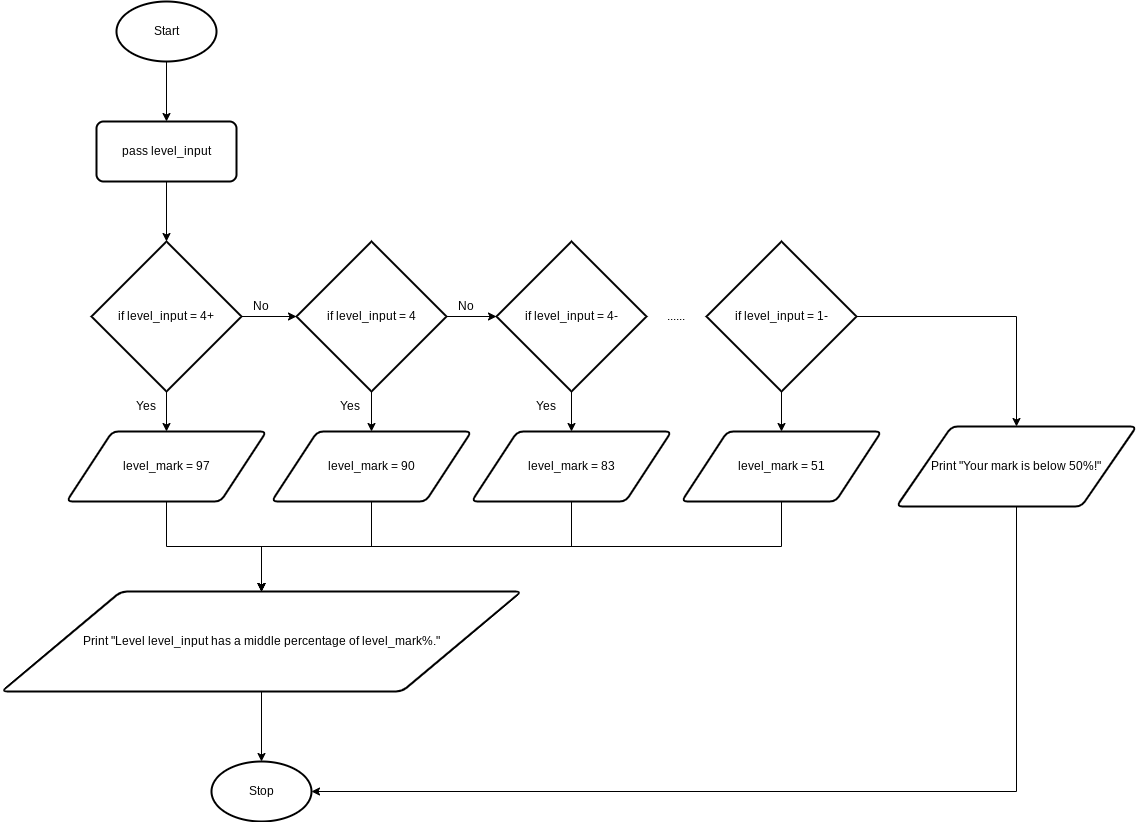 Start
pass level_input
if level_input = 4+
No
if level_input = 4
No
if level_input = 4-
......
if level_input = 1-
Yes
Yes
Yes
level_mark = 97
level_mark = 90
level_mark = 83
level_mark = 51
Print "Your mark is below 50%!"
Print "Level level_input has a middle percentage of level_mark%."
Stop